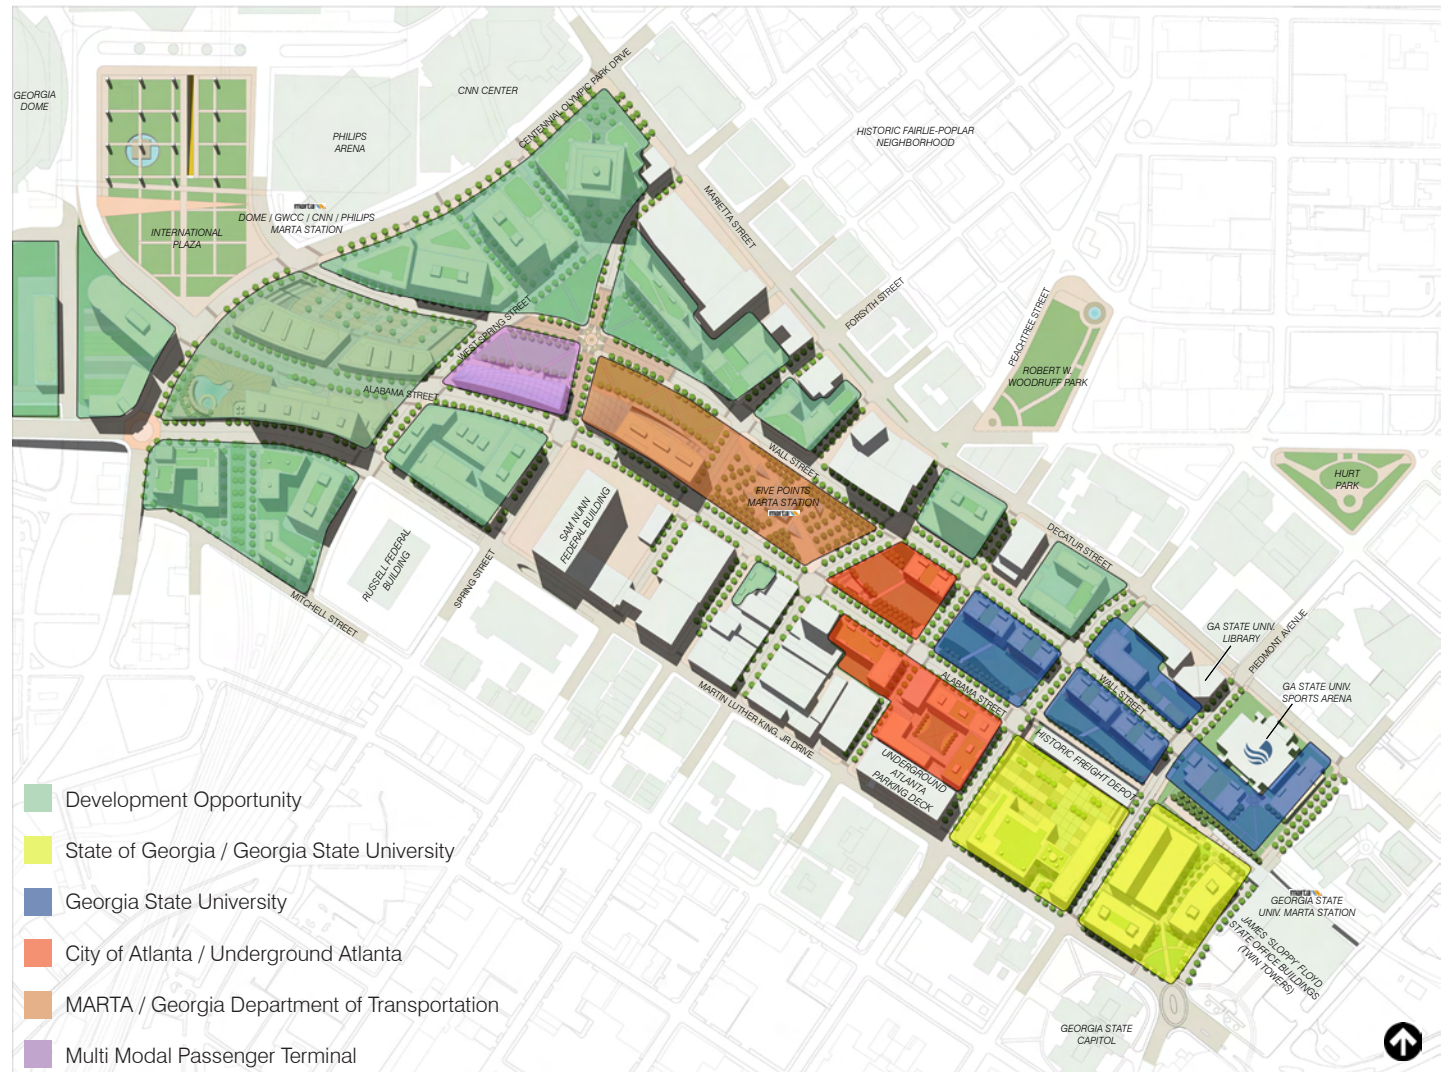 GEORGIA
DOME
CNN CENTER
PHILIPS
ARENA
CENTENNIAL OLYMPIC PARK DRIVE
HISTORIC FAIRLIE-POPLAR
NEIGHBORHOOD
marta
DOME / GWCC / CNN / PHILIPS
MARTA STATION
INTERNATIONAL
PLAZA
MARIETTA STREET
FORSYTH STREET
PEACHTREE STREET
ROBERT W.
WOODRUFF PARK
WEST SPRING STREET
ALABAMA STREET
WALL STREET
FIVE POINTS
MARTA STATION
marta
HURT
PARK
SAM NUNN
FEDERAL BUILDING
RUSSELL FEDERAL
BUILDING
SPRING STREET
MITCHELL STREET
DECATUR STREET
GA STATE UNIV.
LIBRARY
PIEDMONT AVENUE
GA STATE UNIV.
SPORTS ARENA
ALABAMA STREET
WALL STREET
MARTIN LUTHER KING, JR DRIVE
HISTORIC FREIGHT DEPOT
UNDERGROUND
ATLANTA
PARKING DECK
marta
GEORGIA STATE
UNIV. MARTA STATION
JAMES 'SLOPPY' FLOYD
STATE OFFICE BUILDINGS
(TWIN TOWERS)
GEORGIA STATE
CAPITOL
Development Opportunity
State of Georgia / Georgia State University
Georgia State University
City of Atlanta / Underground Atlanta
MARTA / Georgia Department of Transportation
Multi Modal Passenger Terminal